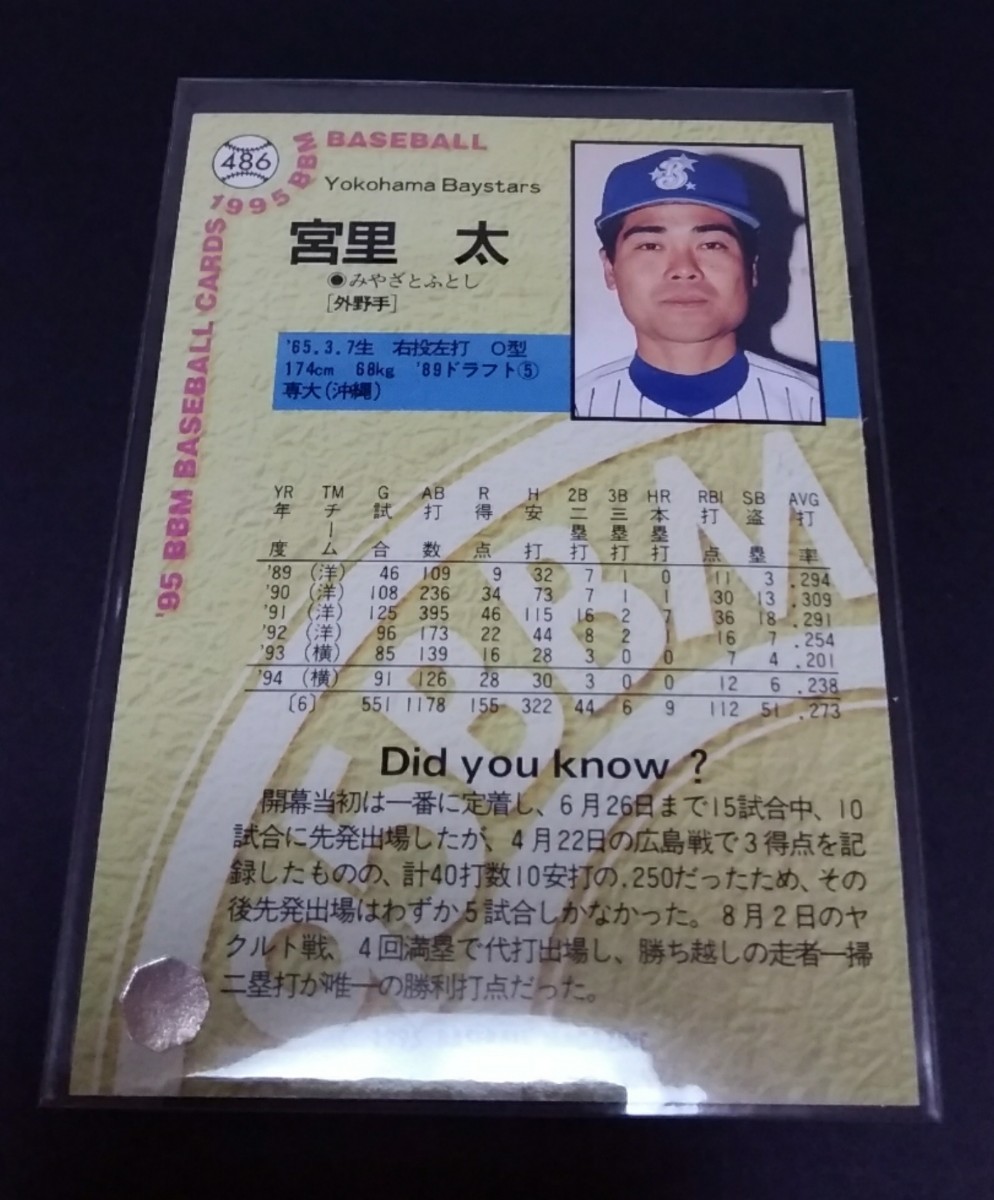 486
'95 BBM BASEBALL CARDS 1995 BBM BASEBALL
Yokohama Baystars
宮里 太
◉みやざとふとし
[外野手]
'65.3.7生 右投左打 O型
174cm 68kg '89ドラフト⑤
専大(沖縄)
YR TM G AB R H 2B 3B HR RBI SB AVG
年度 チーム 試合 打数 得点 安打 二塁打 三塁打 本塁打 打点 盗塁 打率
'89 (洋) 46 109 9 32 7 1 0 11 3 .294
'90 (洋) 108 236 34 73 7 1 1 30 13 .309
'91 (洋) 125 395 46 115 16 2 7 36 18 .291
'92 (洋) 96 173 22 44 8 2 1 16 7 .254
'93 (横) 85 139 16 28 3 0 0 7 4 .201
'94 (横) 91 126 28 30 3 0 0 12 6 .238
〔6〕 551 1178 155 322 44 6 9 112 51 .273
Did you know ?
開幕当初は一番に定着し、6月26日まで15試合中、10
試合に先発出場したが、4月22日の広島戦で3得点を記
録したものの、計40打数10安打の.250だったため、その
後先発出場はわずか5試合しかなかった。8月2日のヤ
クルト戦、4回満塁で代打出場し、勝ち越しの走者一掃
二塁打が唯一の勝利打点だった。